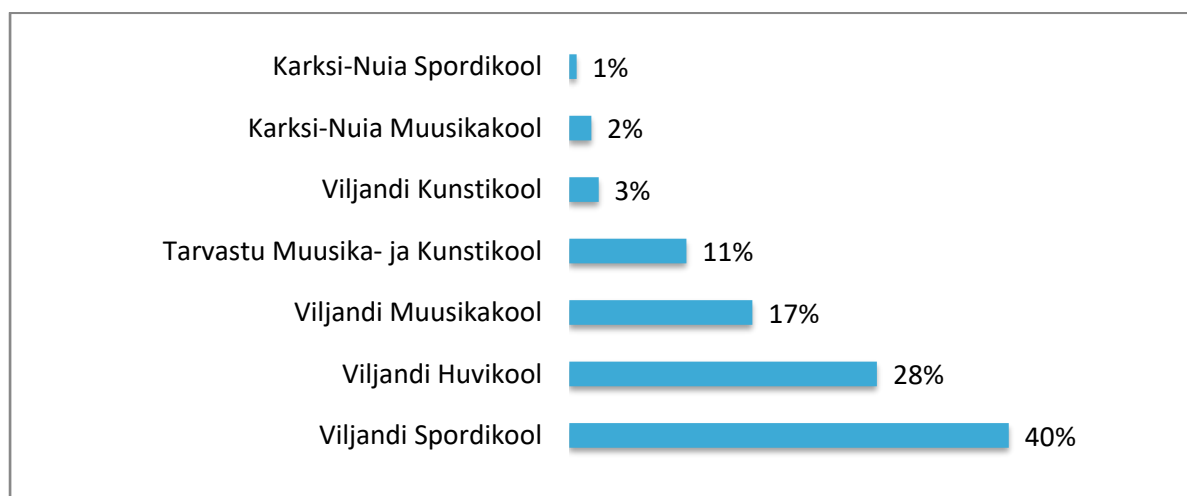 Karksi-Nuia Spordikool 1%
Karksi-Nuia Muusikakool 2%
Viljandi Kunstikool 3%
Tarvastu Muusika- ja Kunstikool 11%
Viljandi Muusikakool 17%
Viljandi Huvikool 28%
Viljandi Spordikool 40%